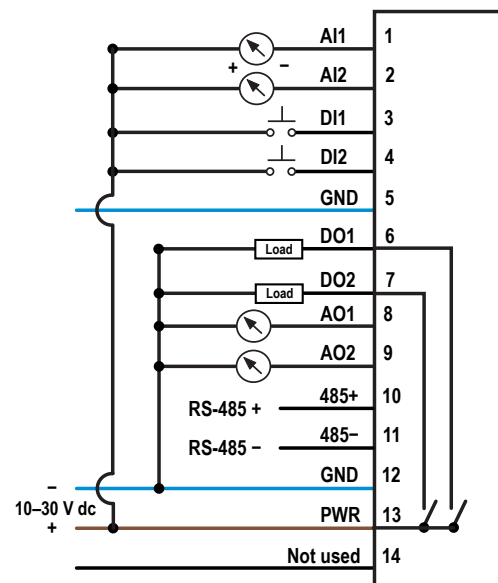 AI1 1
+ −
AI2 2
DI1 3
DI2 4
GND 5
DO1 6
Load
DO2 7
Load
AO1 8
AO2 9
RS-485 + 485+ 10
RS-485 − 485− 11
− GND 12
10–30 V dc
+ PWR 13
Not used 14